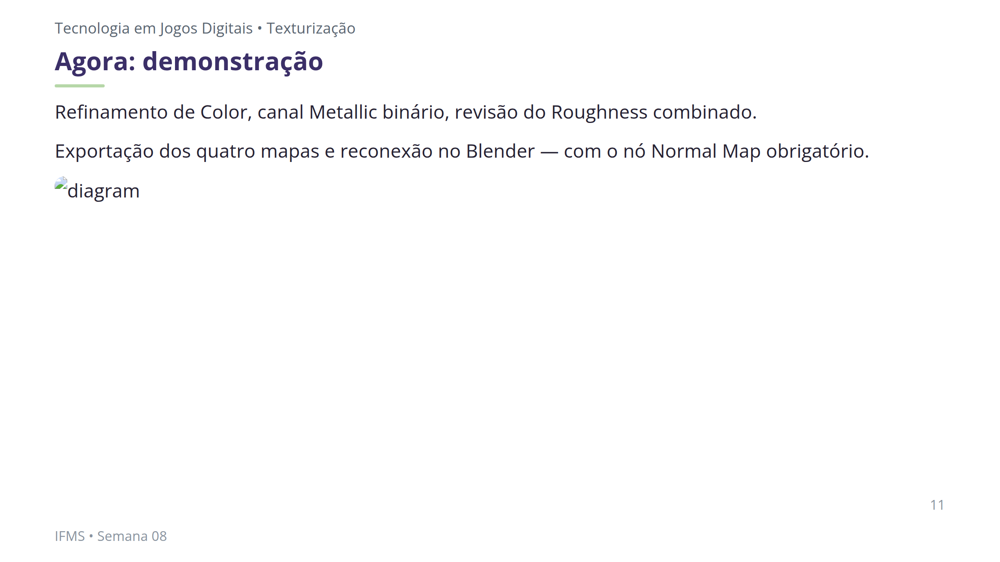 Tecnologia em Jogos Digitais • Texturização
Agora: demonstração
Refinamento de Color, canal Metallic binário, revisão do Roughness combinado.
Exportação dos quatro mapas e reconexão no Blender — com o nó Normal Map obrigatório.
diagram
11
IFMS • Semana 08